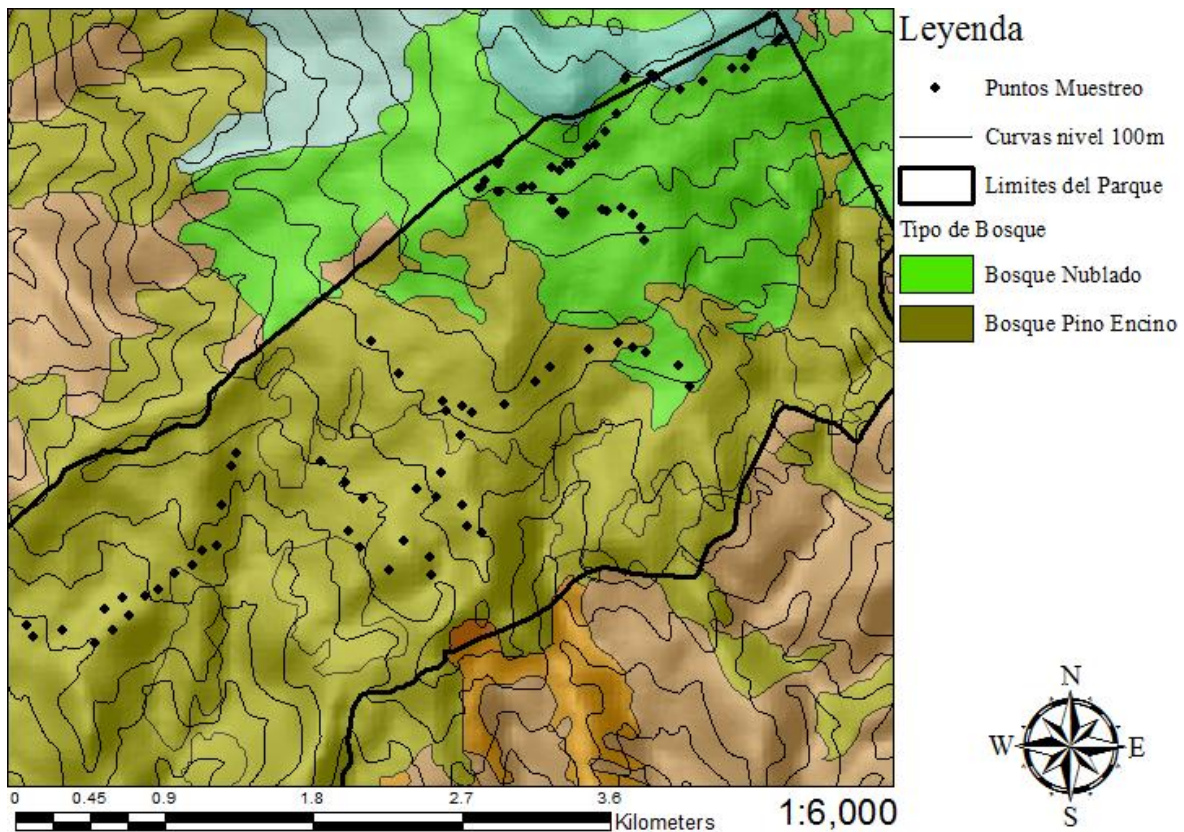 Leyenda
Puntos Muestreo
Curvas nivel 100m
Limites del Parque
Tipo de Bosque
Bosque Nublado
Bosque Pino Encino
N
W E
S
0 0.45 0.9 1.8 2.7 3.6
Kilometers
1:6,000